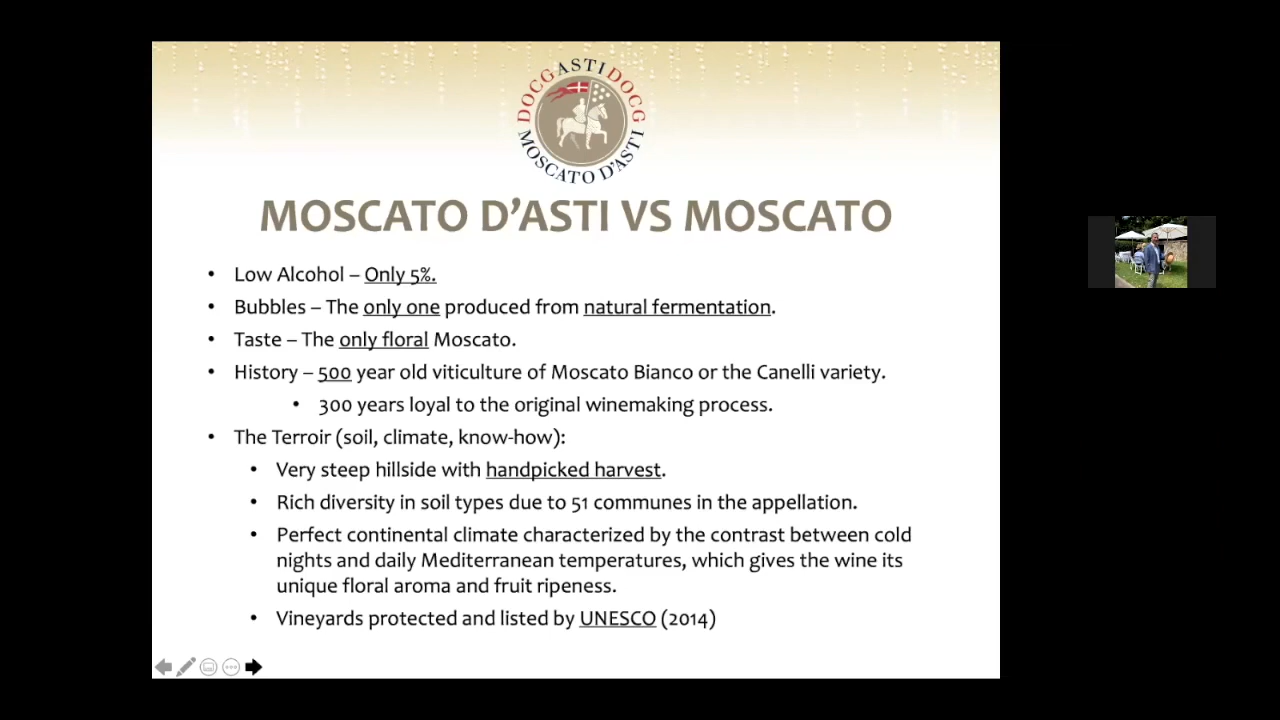 DOCG ASTI DOCG
MOSCATO D'ASTI
MOSCATO D’ASTI VS MOSCATO
• Low Alcohol – Only 5%.
• Bubbles – The only one produced from natural fermentation.
• Taste – The only floral Moscato.
• History – 500 year old viticulture of Moscato Bianco or the Canelli variety.
• 300 years loyal to the original winemaking process.
• The Terroir (soil, climate, know-how):
• Very steep hillside with handpicked harvest.
• Rich diversity in soil types due to 51 communes in the appellation.
• Perfect continental climate characterized by the contrast between cold
nights and daily Mediterranean temperatures, which gives the wine its
unique floral aroma and fruit ripeness.
• Vineyards protected and listed by UNESCO (2014)